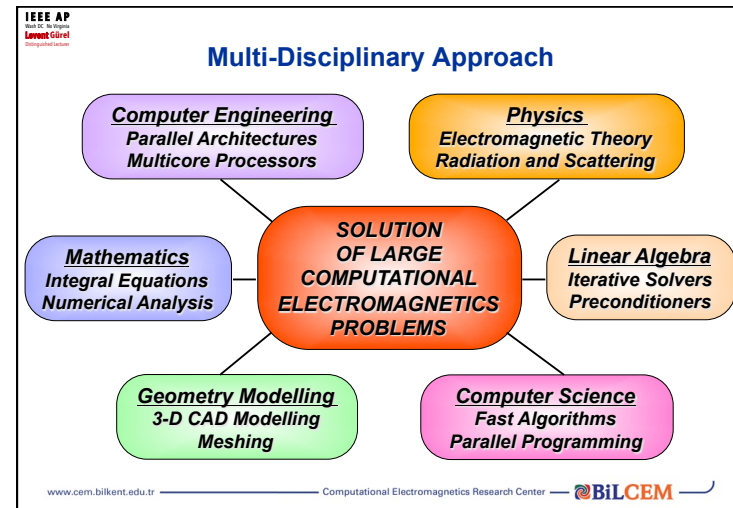 IEEE AP
Wash DC No Virginia
Levent Gürel
Distinguished Lecturer
Multi-Disciplinary Approach
Computer Engineering
Parallel Architectures
Multicore Processors
Physics
Electromagnetic Theory
Radiation and Scattering
Mathematics
Integral Equations
Numerical Analysis
SOLUTION
OF LARGE
COMPUTATIONAL
ELECTROMAGNETICS
PROBLEMS
Linear Algebra
Iterative Solvers
Preconditioners
Geometry Modelling
3-D CAD Modelling
Meshing
Computer Science
Fast Algorithms
Parallel Programming
www.cem.bilkent.edu.tr
Computational Electromagnetics Research Center
BiLCEM